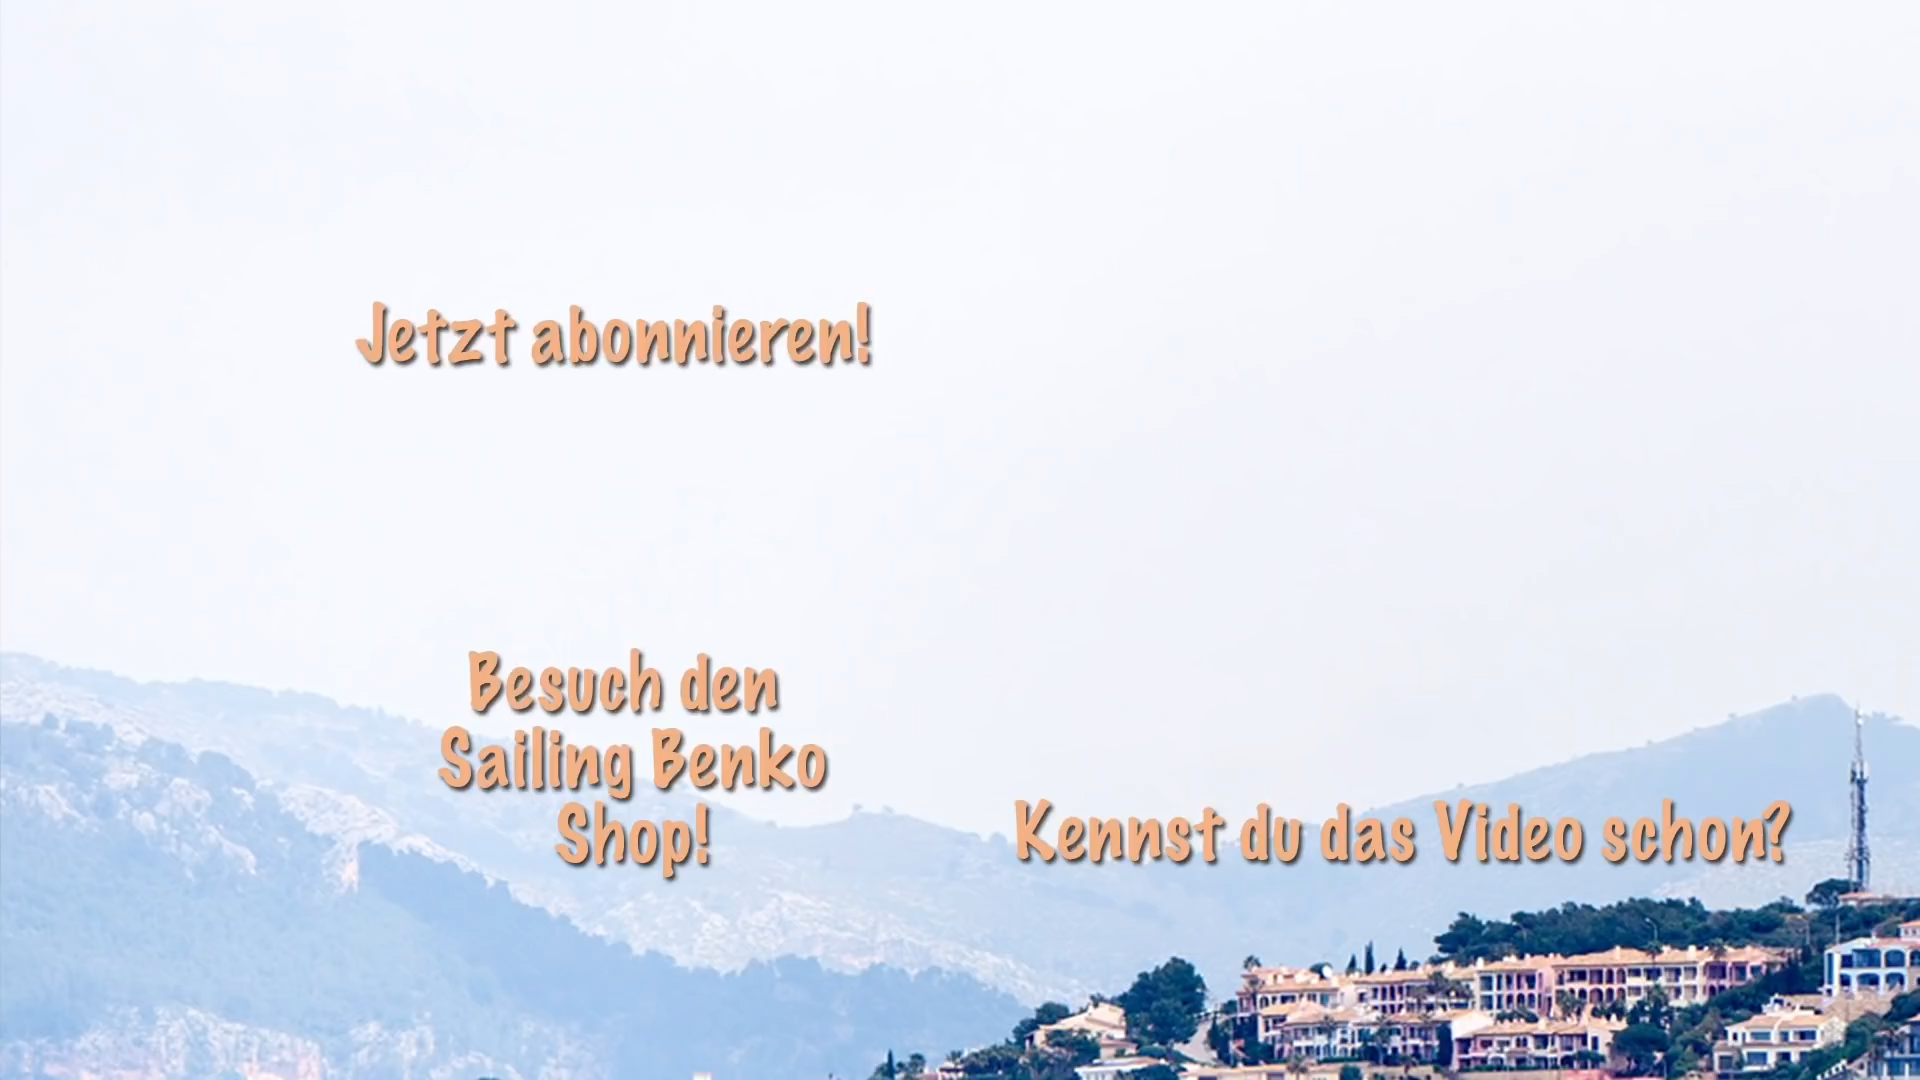 Jetzt abonnieren!
Besuch den
Sailing Benko
Shop!
Kennst du das Video schon?